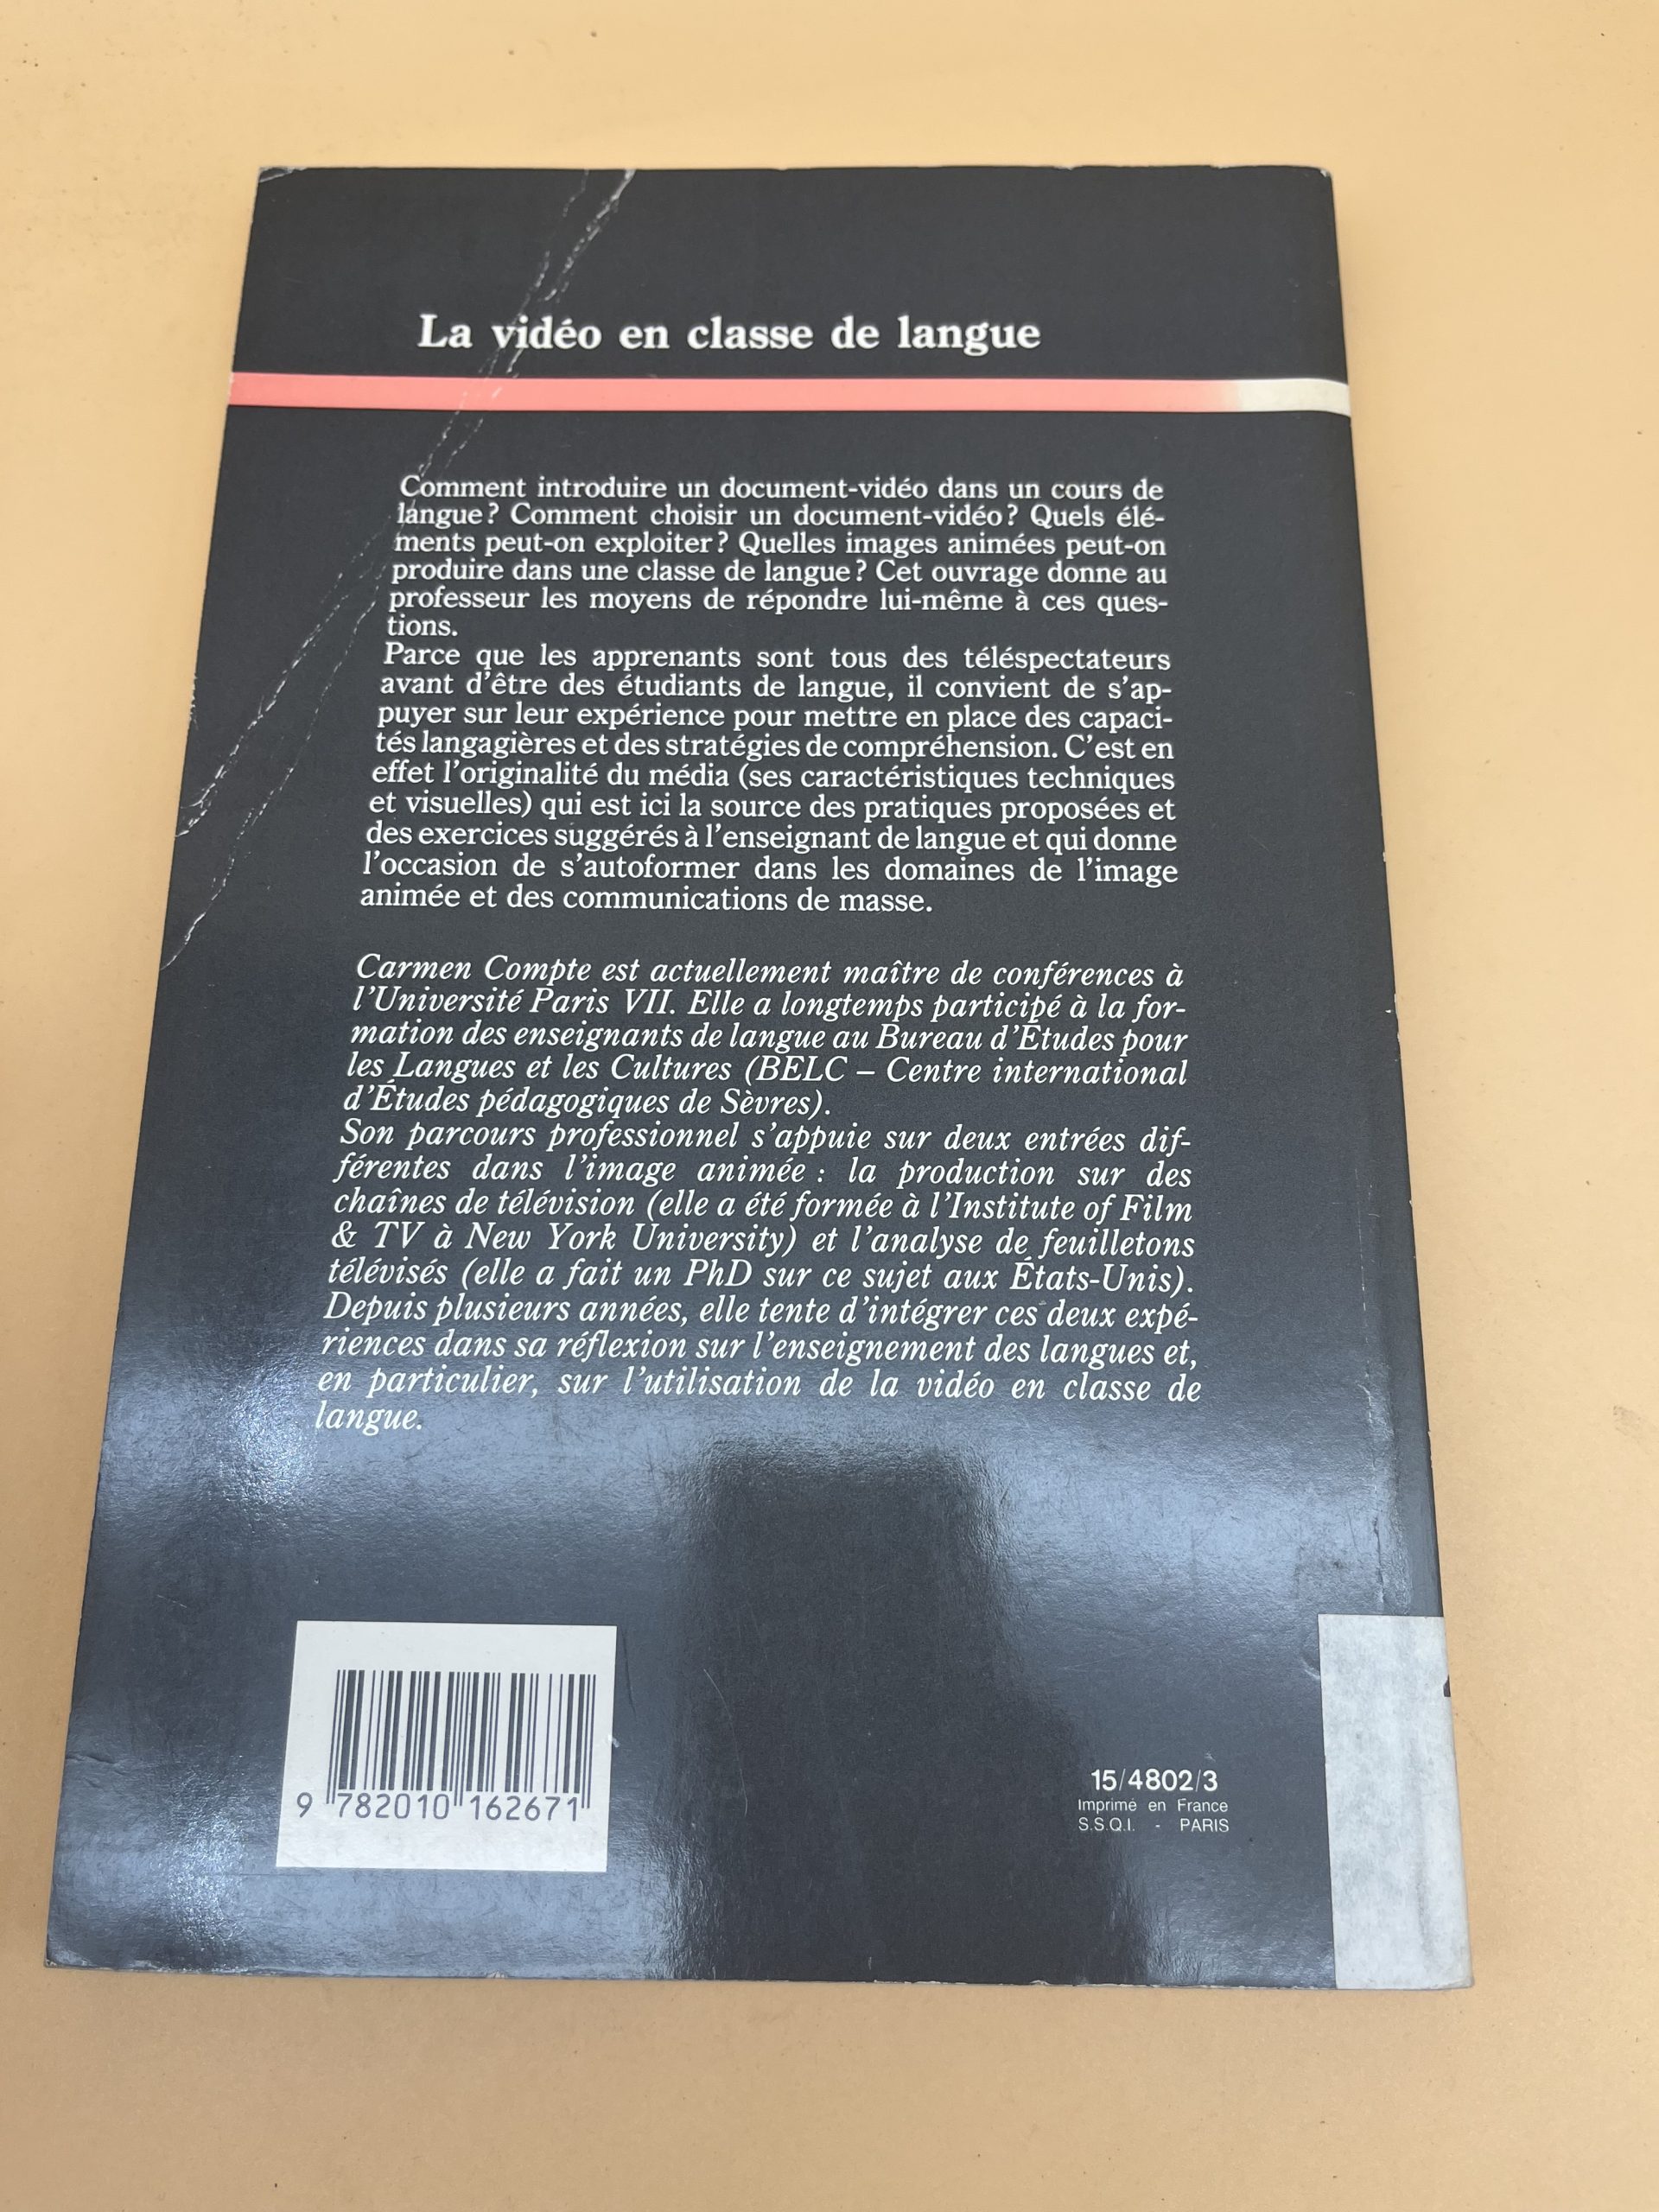 La vidéo en classe de langue
Comment introduire un document-vidéo dans un cours de
langue ? Comment choisir un document-vidéo ? Quels élé-
ments peut-on exploiter ? Quelles images animées peut-on
produire dans une classe de langue ? Cet ouvrage donne au
professeur les moyens de répondre lui-même à ces ques-
tions.
Parce que les apprenants sont tous des téléspectateurs
avant d'être des étudiants de langue, il convient de s'ap-
puyer sur leur expérience pour mettre en place des capaci-
tés langagières et des stratégies de compréhension. C'est en
effet l'originalité du média (ses caractéristiques techniques
et visuelles) qui est ici la source des pratiques proposées et
des exercices suggérés à l'enseignant de langue et qui donne
l'occasion de s'autoformer dans les domaines de l'image
animée et des communications de masse.
Carmen Compte est actuellement maître de conférences à
l'Université Paris VII. Elle a longtemps participé à la for-
mation des enseignants de langue au Bureau d'Études pour
les Langues et les Cultures (BELC – Centre international
d'Études pédagogiques de Sèvres).
Son parcours professionnel s'appuie sur deux entrées dif-
férentes dans l'image animée : la production sur des
chaînes de télévision (elle a été formée à l'Institute of Film
& TV à New York University) et l'analyse de feuilletons
télévisés (elle a fait un PhD sur ce sujet aux États-Unis).
Depuis plusieurs années, elle tente d'intégrer ces deux expé-
riences dans sa réflexion sur l'enseignement des langues et,
en particulier, sur l'utilisation de la vidéo en classe de
langue.
9 782010 162671
15/4802/3
Imprimé en France
S.S.Q.I. - PARIS